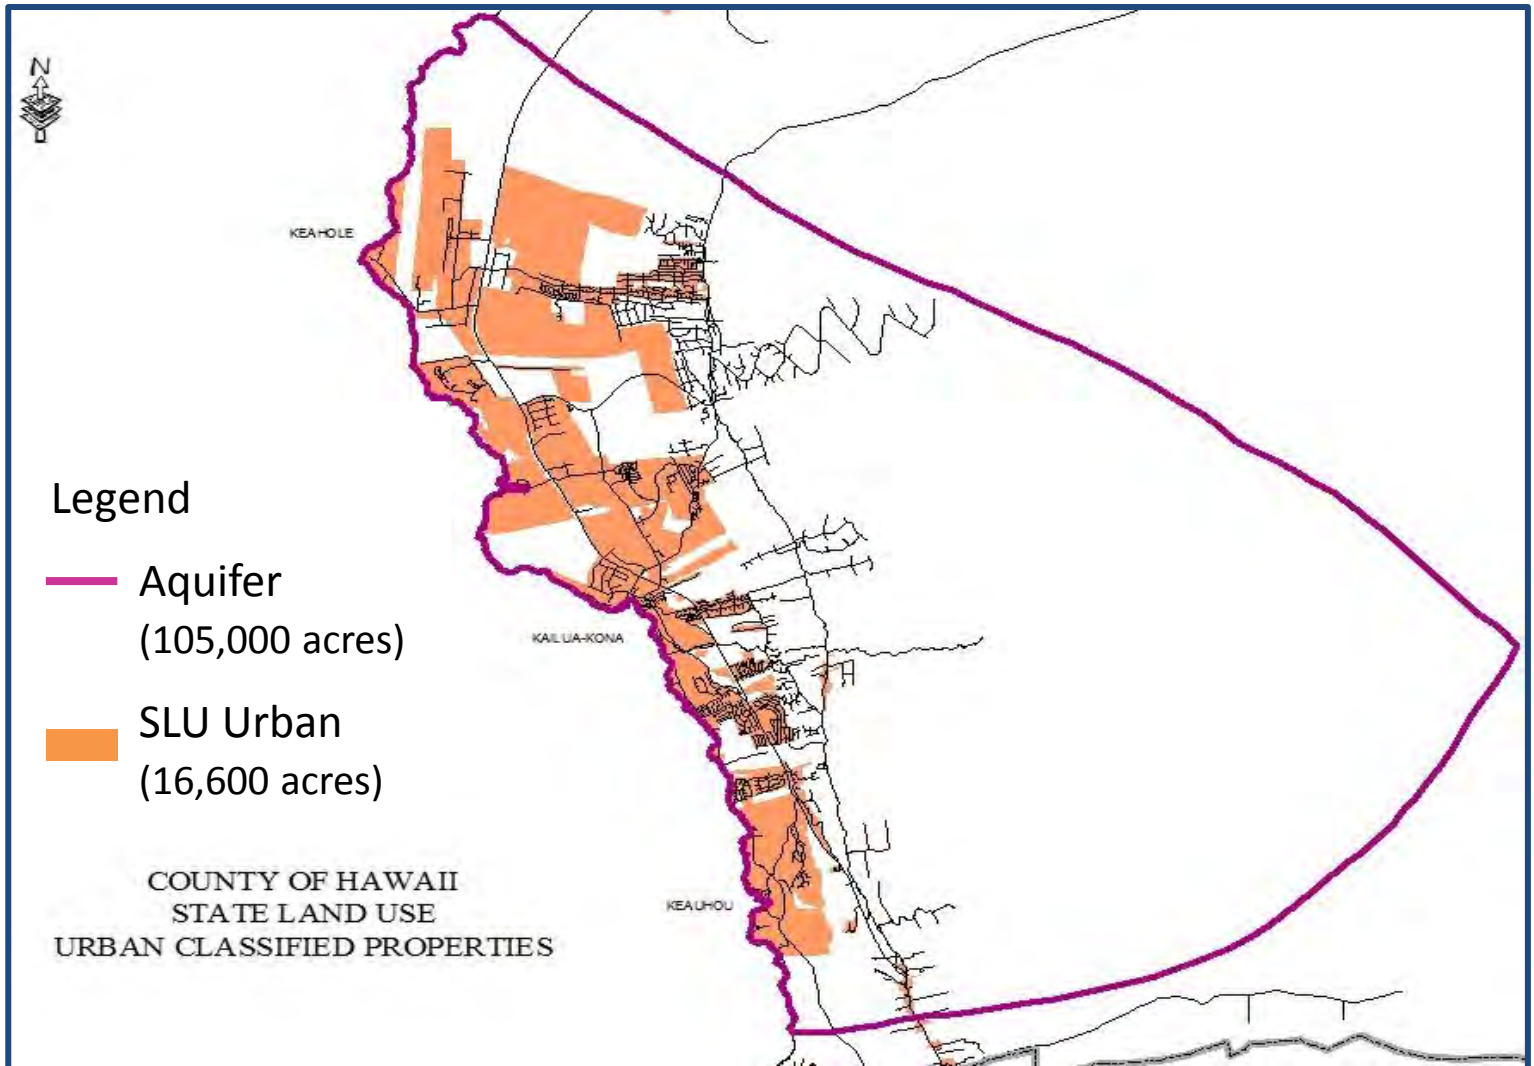 N
KEAHOLE
Legend
Aquifer
(105,000 acres)
KAILUA-KONA
SLU Urban
(16,600 acres)
KEAUHOU
COUNTY OF HAWAII
STATE LAND USE
URBAN CLASSIFIED PROPERTIES